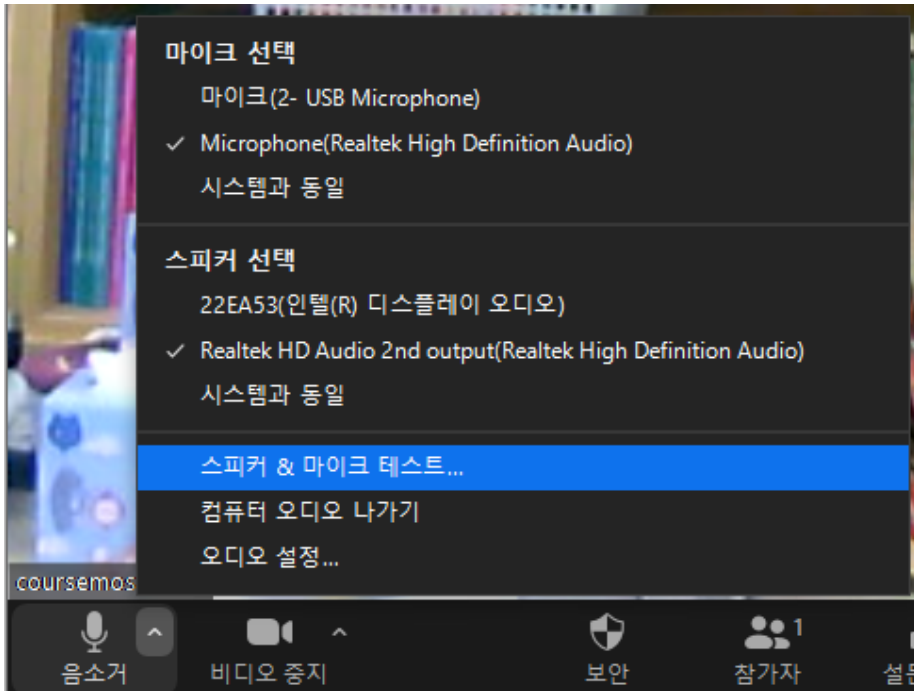 마이크 선택
마이크(2- USB Microphone)
Microphone(Realtek High Definition Audio)
시스템과 동일
스피커 선택
22EA53(인텔(R) 디스플레이 오디오)
Realtek HD Audio 2nd output(Realtek High Definition Audio)
시스템과 동일
스피커 & 마이크 테스트...
컴퓨터 오디오 나가기
오디오 설정...
coursemos
1
음소거 비디오 중지 보안 참가자